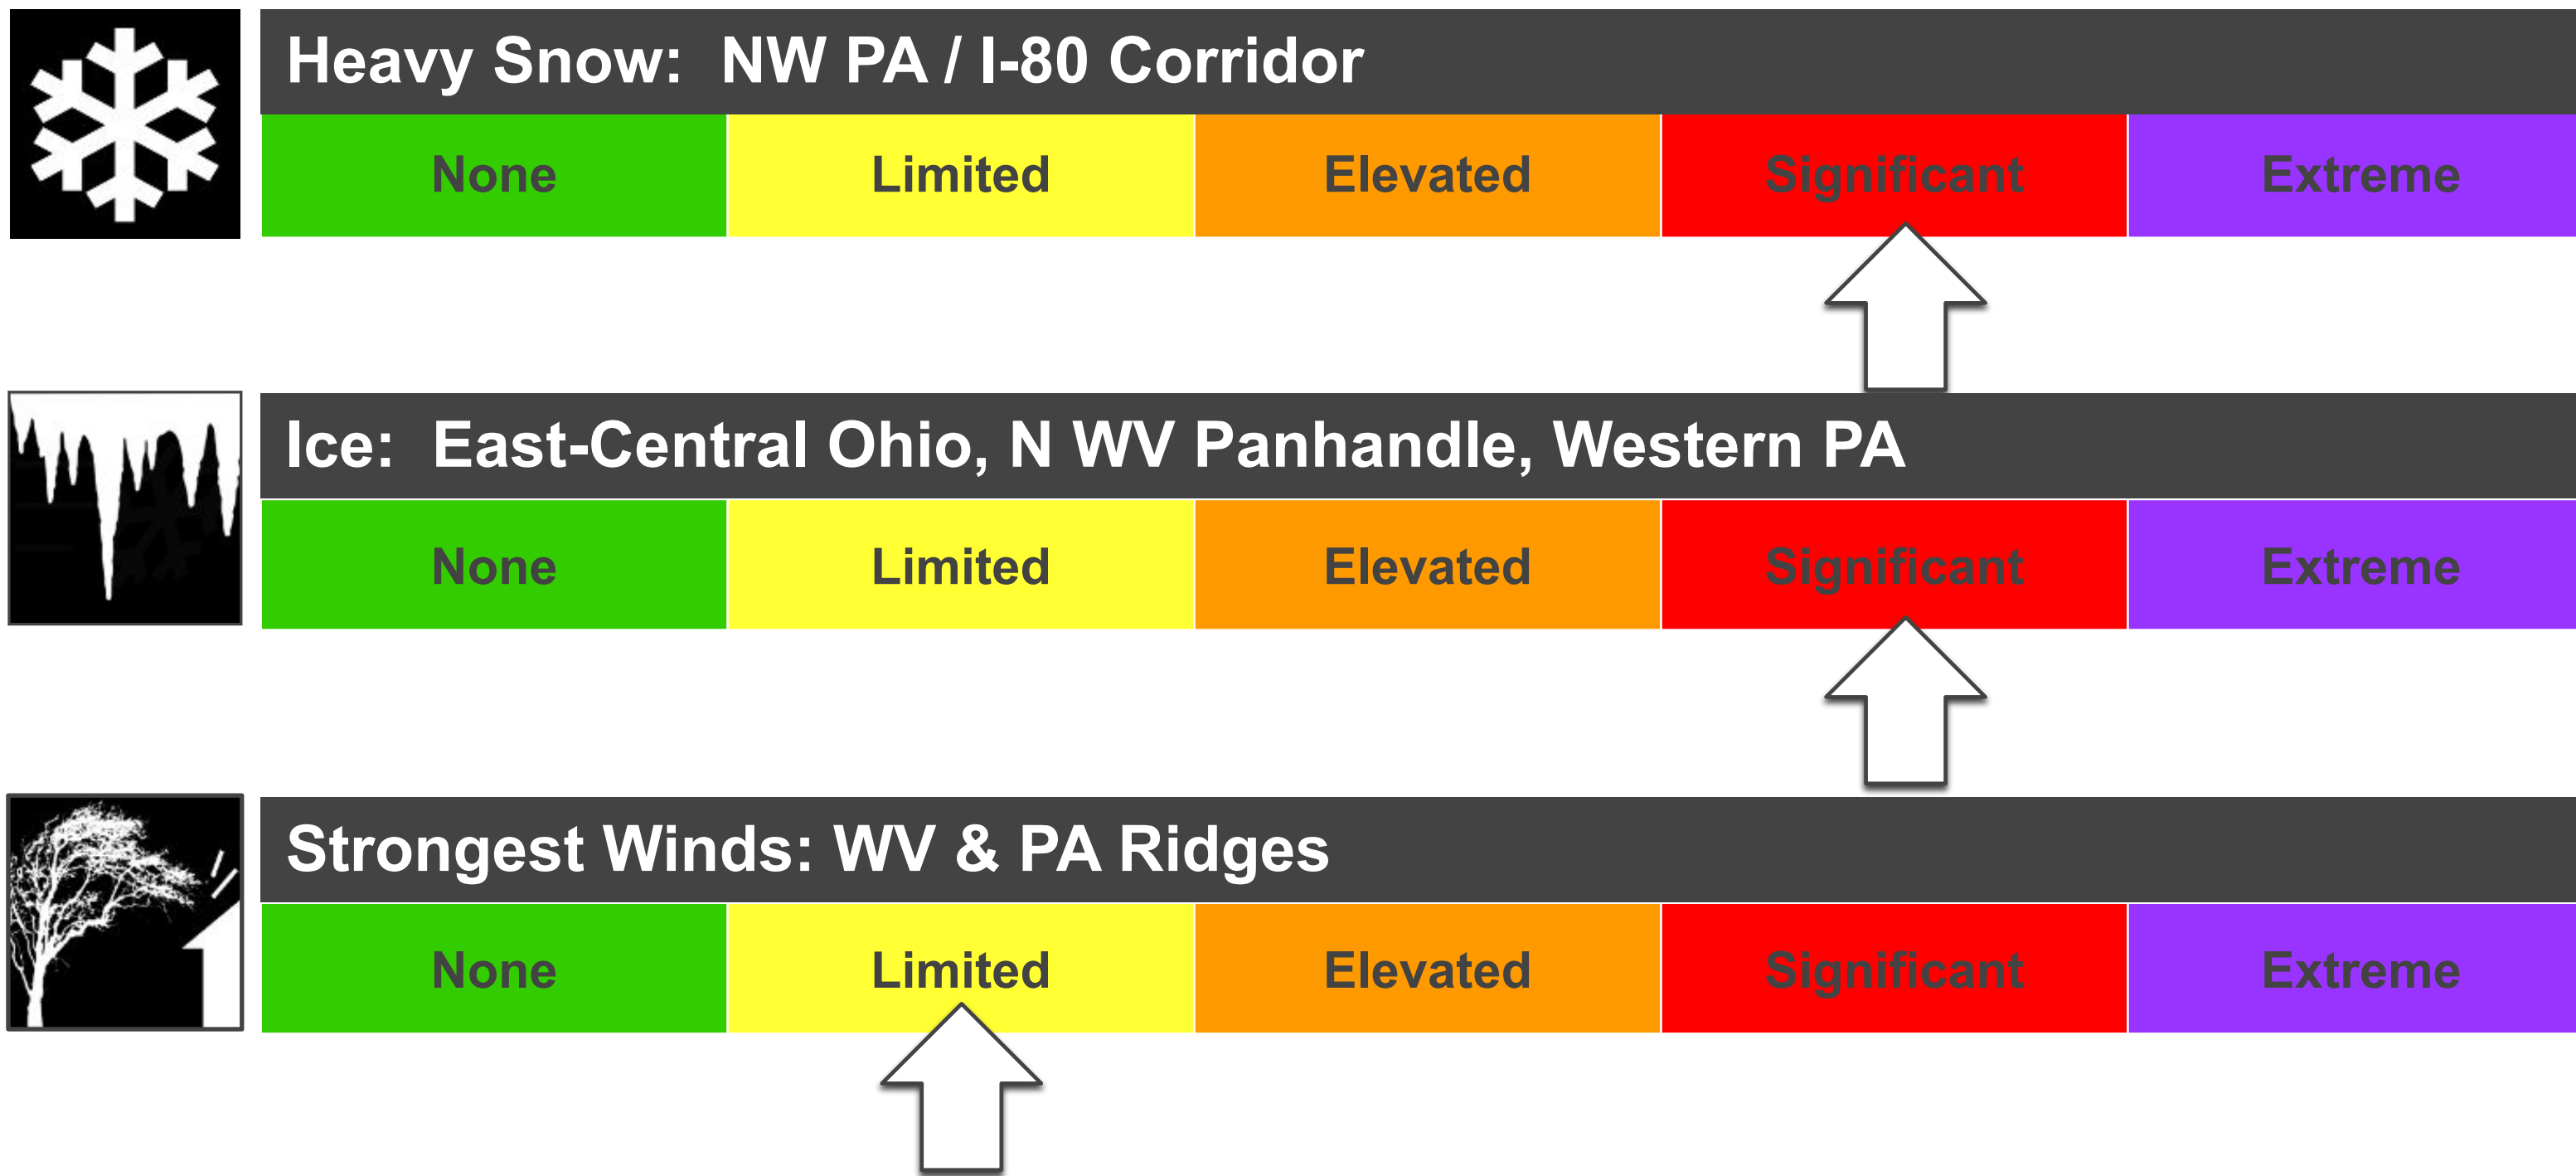 Heavy Snow: NW PA / I-80 Corridor
None Limited Elevated Significant Extreme
Ice: East-Central Ohio, N WV Panhandle, Western PA
None Limited Elevated Significant Extreme
Strongest Winds: WV & PA Ridges
None Limited Elevated Significant Extreme